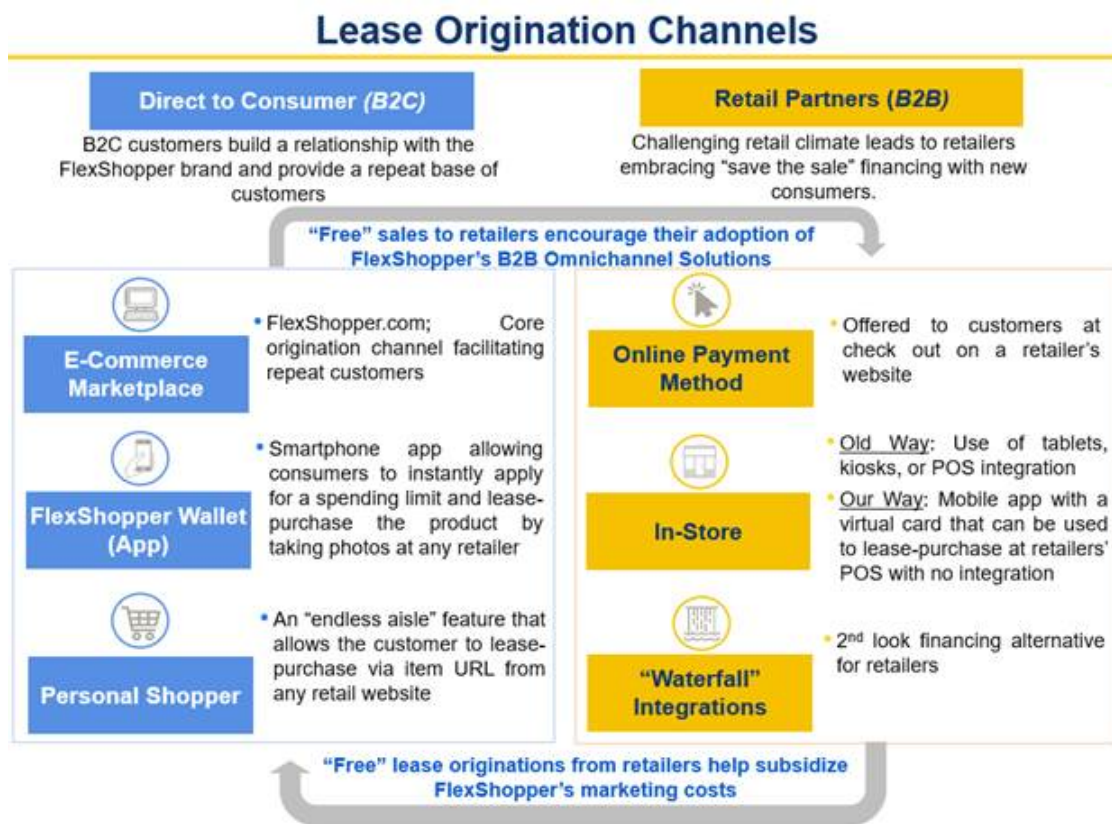 Lease Origination Channels
Direct to Consumer (B2C)
B2C customers build a relationship with the
FlexShopper brand and provide a repeat base of
customers
Retail Partners (B2B)
Challenging retail climate leads to retailers
embracing “save the sale” financing with new
consumers.
“Free” sales to retailers encourage their adoption of
FlexShopper’s B2B Omnichannel Solutions
E-Commerce
Marketplace
• FlexShopper.com; Core
origination channel facilitating
repeat customers
FlexShopper Wallet
(App)
• Smartphone app allowing
consumers to instantly apply
for a spending limit and lease-
purchase the product by
taking photos at any retailer
Personal Shopper
• An “endless aisle” feature that
allows the customer to lease-
purchase via item URL from
any retail website
Online Payment
Method
• Offered to customers at
check out on a retailer’s
website
In-Store
• Old Way: Use of tablets,
kiosks, or POS integration
• Our Way: Mobile app with a
virtual card that can be used
to lease-purchase at retailers’
POS with no integration
“Waterfall”
Integrations
• 2nd look financing alternative
for retailers
“Free” lease originations from retailers help subsidize
FlexShopper’s marketing costs